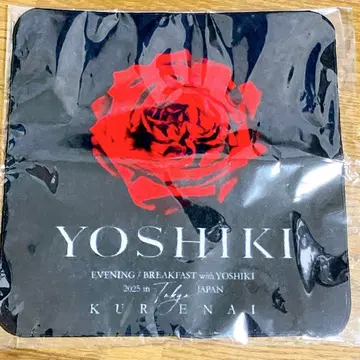 YOSHIKI
EVENING / BREAKFAST with YOSHIKI
2025 in Tokyo JAPAN
KURENAI